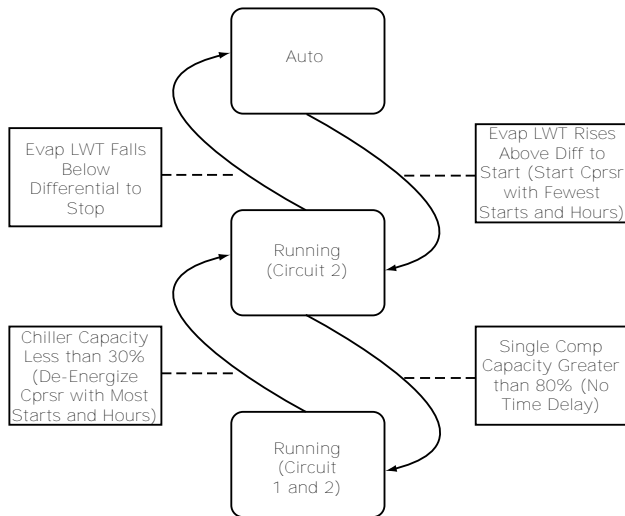 Auto
Evap LWT Falls
Below
Differential to
Stop
Evap LWT Rises
Above Diff to
Start (Start Cprsr
with Fewest
Starts and Hours)
Running
(Circuit 2)
Chiller Capacity
Less than 30%
(De-Energize
Cprsr with Most
Starts and Hours)
Single Comp
Capacity Greater
than 80% (No
Time Delay)
Running
(Circuit
1 and 2)